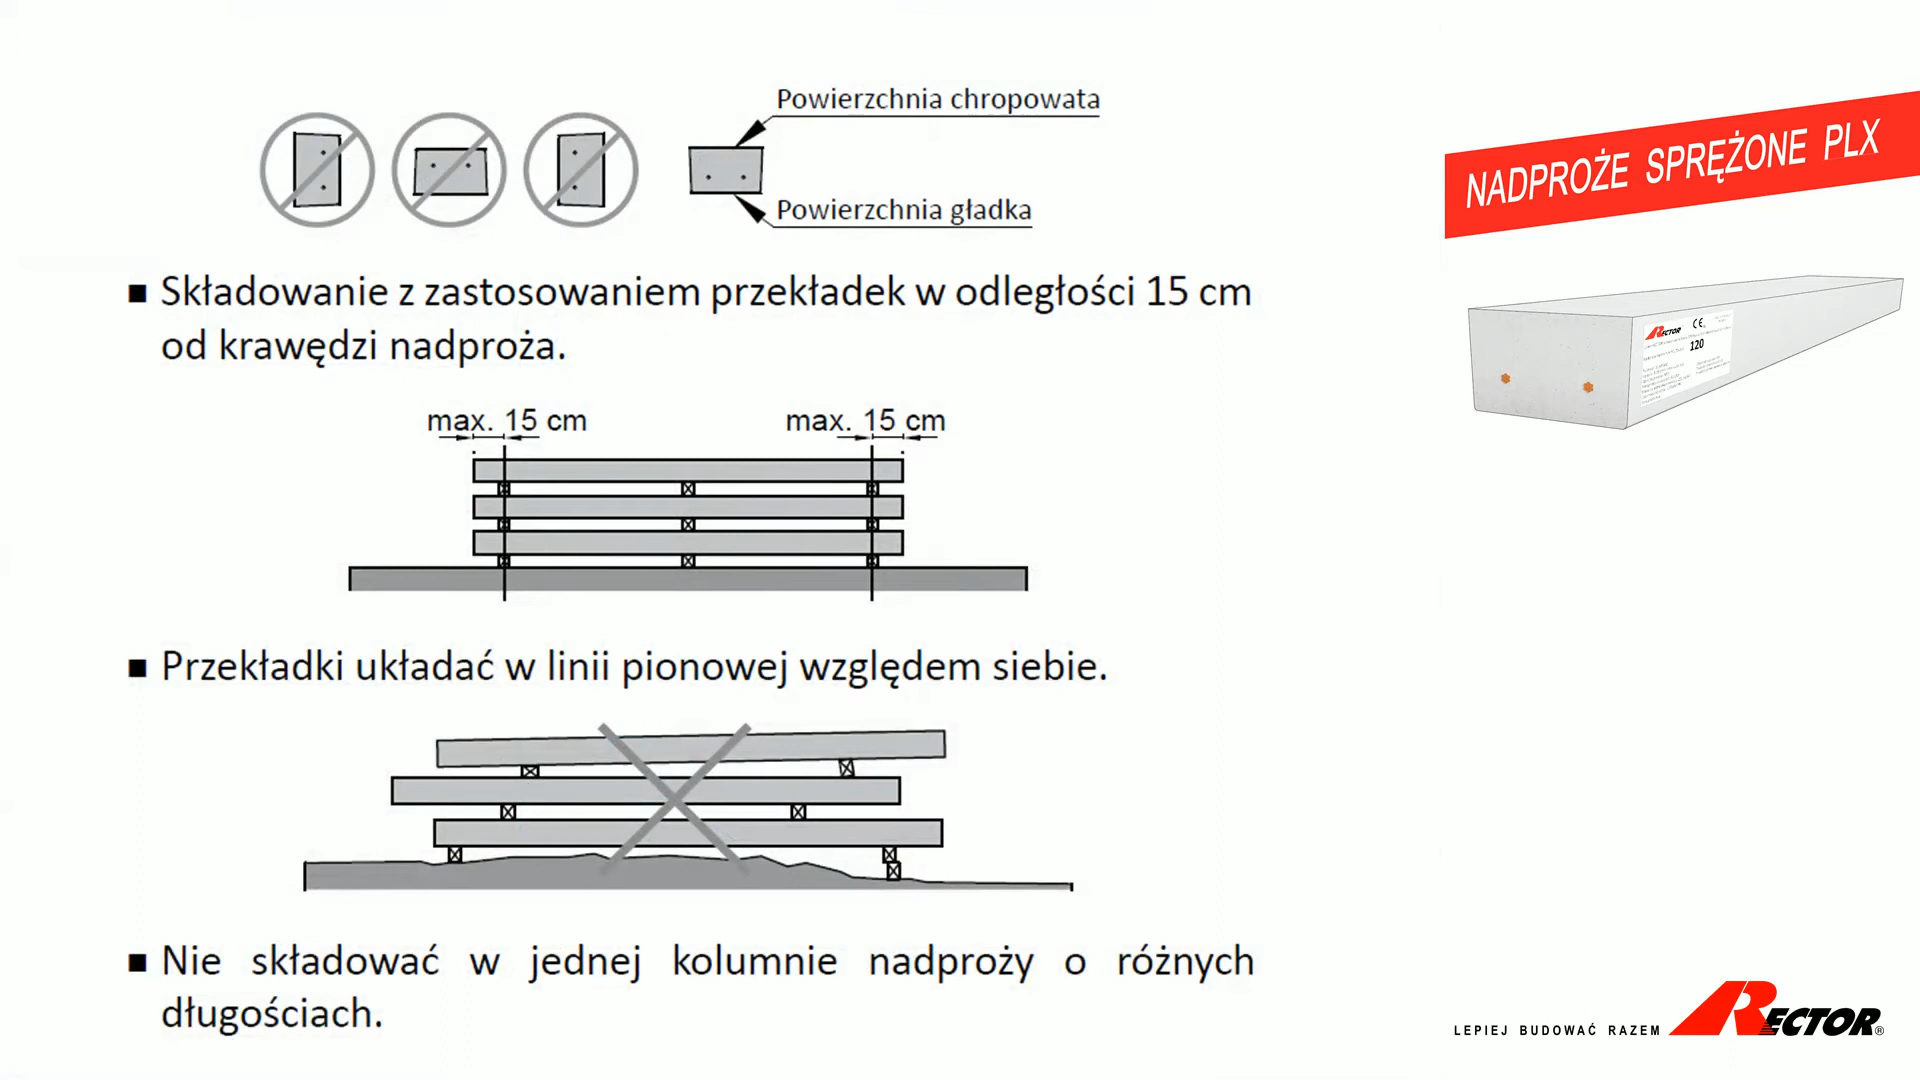 Powierzchnia chropowata
Powierzchnia gładka
■ Składowanie z zastosowaniem przekładek w odległości 15 cm
od krawędzi nadproża.
max. 15 cm max. 15 cm
■ Przekładki układać w linii pionowej względem siebie.
■ Nie składować w jednej kolumnie nadproży o różnych
długościach.
NADPROŻE SPRĘŻONE PLX
RECTOR CE
120
LEPIEJ BUDOWAĆ RAZEM RECTOR®